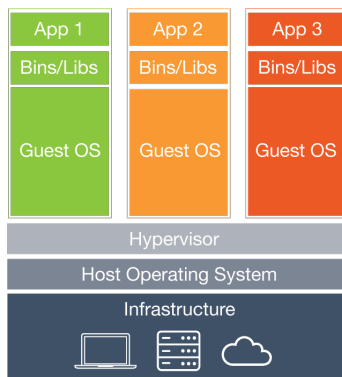 App 1
App 2
App 3
Bins/Libs
Bins/Libs
Bins/Libs
Guest OS
Guest OS
Guest OS
Hypervisor
Host Operating System
Infrastructure